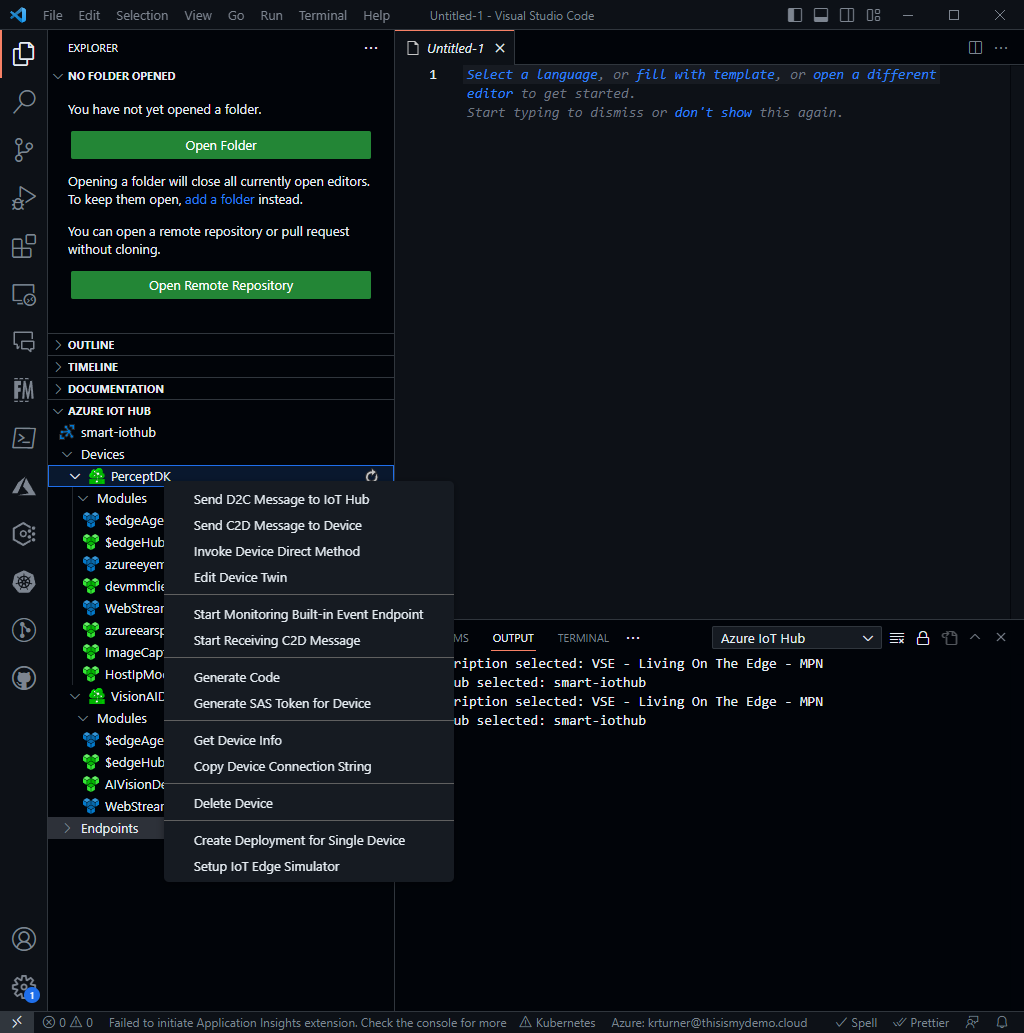 File Edit Selection View Go Run Terminal Help
Untitled-1 - Visual Studio Code
EXPLORER
NO FOLDER OPENED
You have not yet opened a folder.
Open Folder
Opening a folder will close all currently open editors.
To keep them open, add a folder instead.
You can open a remote repository or pull request
without cloning.
Open Remote Repository
OUTLINE
TIMELINE
DOCUMENTATION
AZURE IOT HUB
smart-iothub
Devices
PerceptDK
Modules
$edgeAge
$edgeHub
azureeyem
devmmclie
WebStrear
azureearsp
ImageCap
HostIpMo
VisionAID
Modules
$edgeAge
$edgeHub
AIVisionDe
WebStrear
Endpoints
Send D2C Message to IoT Hub
Send C2D Message to Device
Invoke Device Direct Method
Edit Device Twin
Start Monitoring Built-in Event Endpoint
Start Receiving C2D Message
Generate Code
Generate SAS Token for Device
Get Device Info
Copy Device Connection String
Delete Device
Create Deployment for Single Device
Setup IoT Edge Simulator
Untitled-1
1 Select a language, or fill with template, or open a different
editor to get started.
Start typing to dismiss or don't show this again.
MS OUTPUT TERMINAL
Azure IoT Hub
ription selected: VSE - Living On The Edge - MPN
ub selected: smart-iothub
ription selected: VSE - Living On The Edge - MPN
ub selected: smart-iothub
FM
1
0 0 Failed to initiate Application Insights extension. Check the console for more Kubernetes Azure: krturner@thisismydemo.cloud Spell Prettier